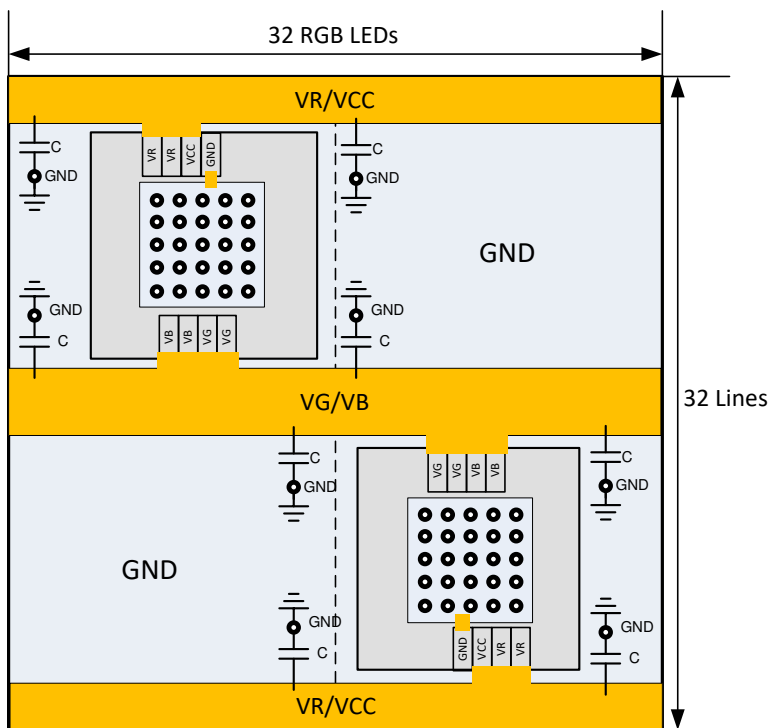 32 RGB LEDs
VR/VCC
C
GND
VR
VR
VCC
GND
C
GND
GND
GND
C
GND
C
VB
VB
VG
VG
VG/VB
32 Lines
C
GND
VG
VG
VB
VB
C
GND
GND
GND
C
GND
C
GND
VCC
VR
VR
VR/VCC